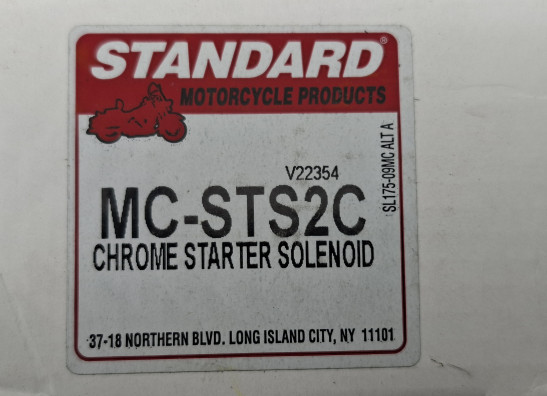 STANDARD®
MOTORCYCLE PRODUCTS
V22354
MC-STS2C
CHROME STARTER SOLENOID
SL175-09MC ALT A
37-18 NORTHERN BLVD. LONG ISLAND CITY, NY 11101